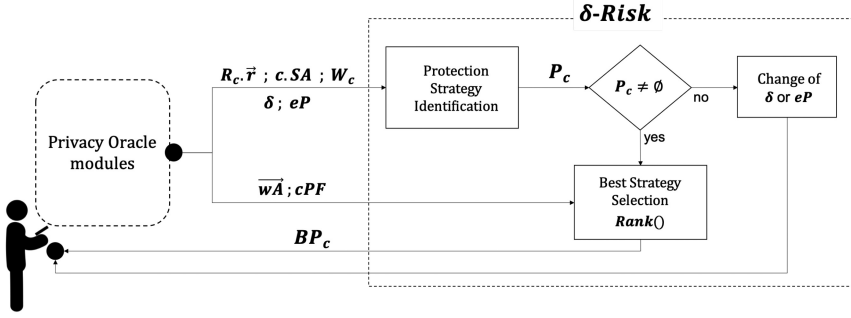 δ-Risk
R_c.r⃗ ; c.SA ; W_c
δ ; eP
Protection
Strategy
Identification
P_c
P_c ≠ ∅
no
Change of
δ or eP
yes
Privacy Oracle
modules
w⃗A⃗ ; cPF
Best Strategy
Selection
Rank()
BP_c